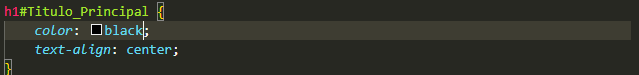 h1#Titulo_Principal {
    color: black;
    text-align: center;
}